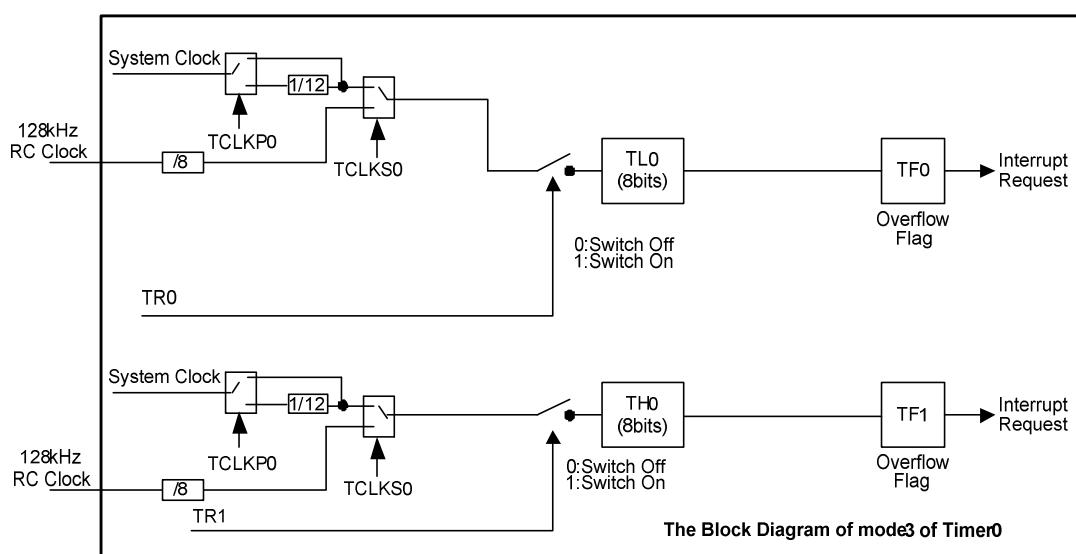 System Clock
1/12
128kHz
RC Clock
TCLKP0
/8
TCLKS0
TL0
(8bits)
TF0
Interrupt
Request
Overflow
Flag
0:Switch Off
1:Switch On
TR0
System Clock
1/12
128kHz
RC Clock
TCLKP0
/8
TCLKS0
TH0
(8bits)
TF1
Interrupt
Request
Overflow
Flag
0:Switch Off
1:Switch On
TR1
The Block Diagram of mode3 of Timer0